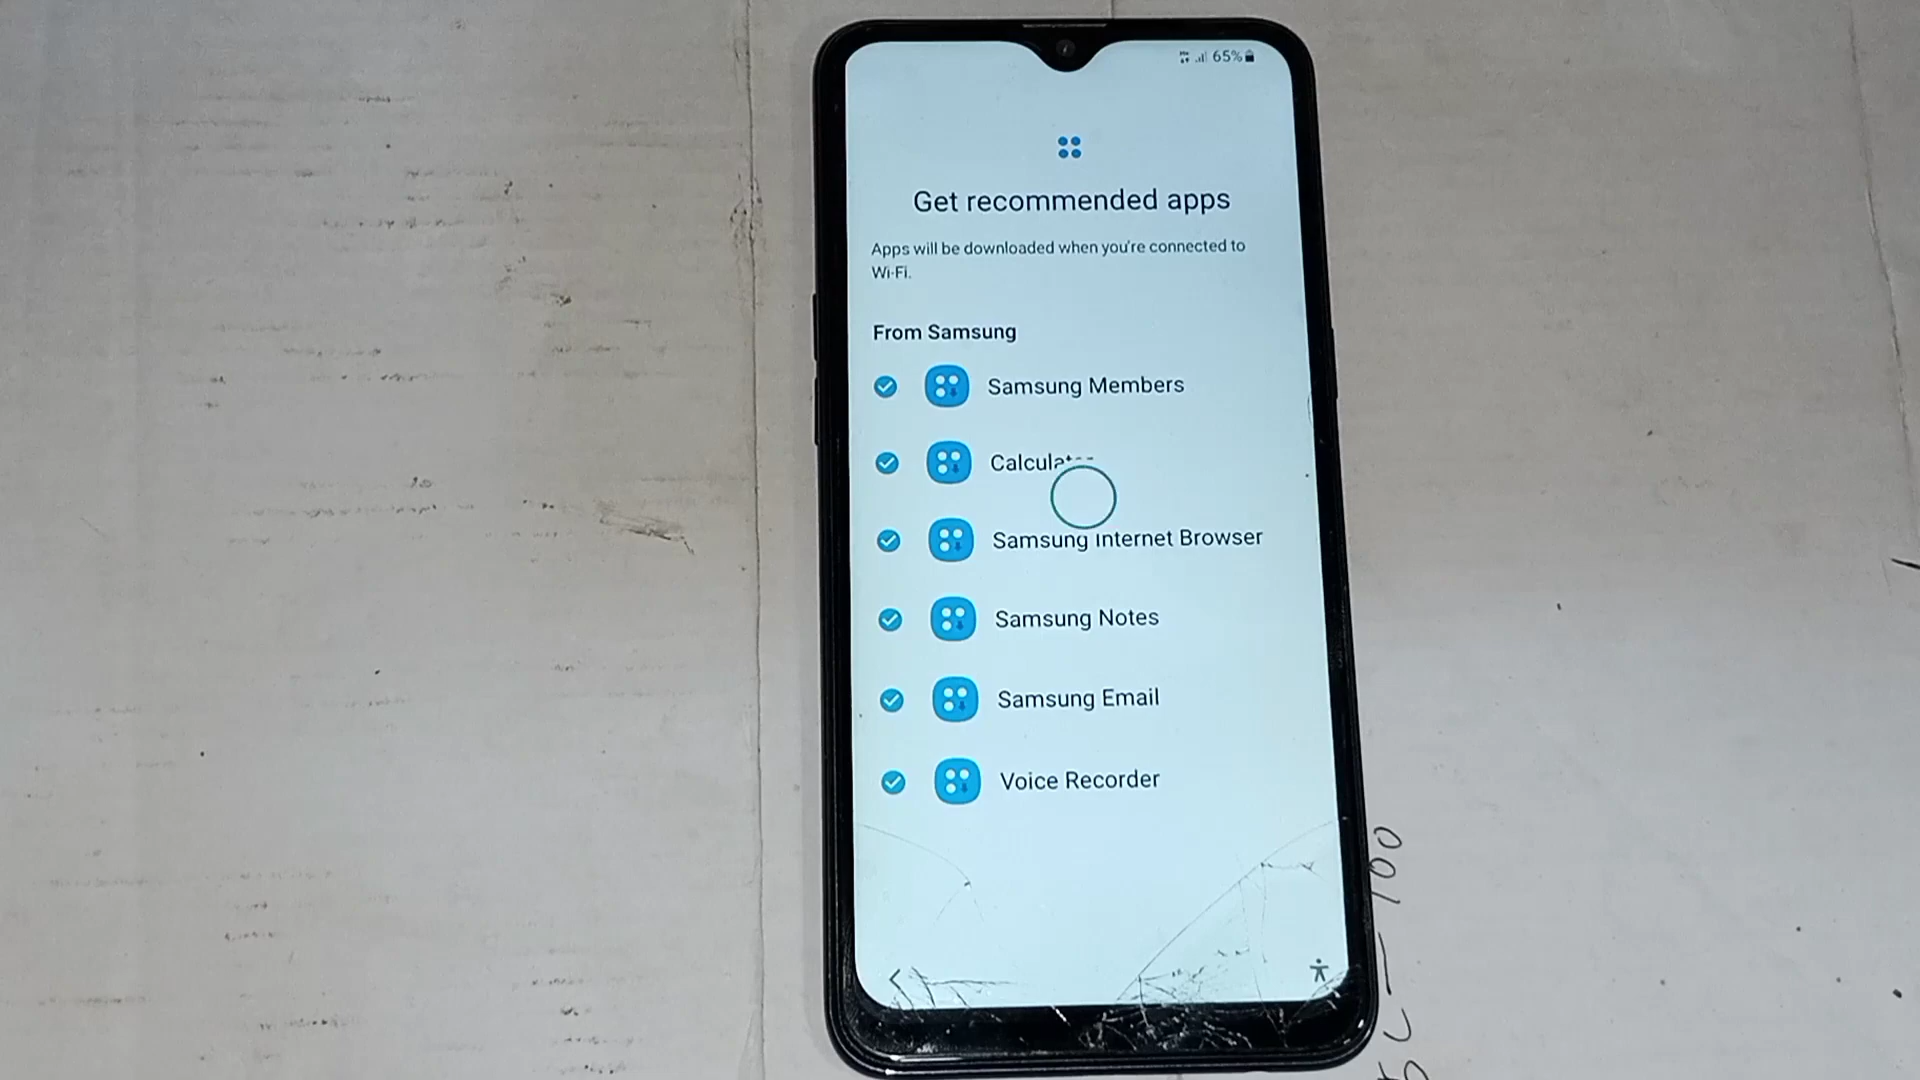 65%
Get recommended apps
Apps will be downloaded when you're connected to
Wi-Fi.
From Samsung
Samsung Members
Samsung Internet Browser
Samsung Notes
Samsung Email
Voice Recorder